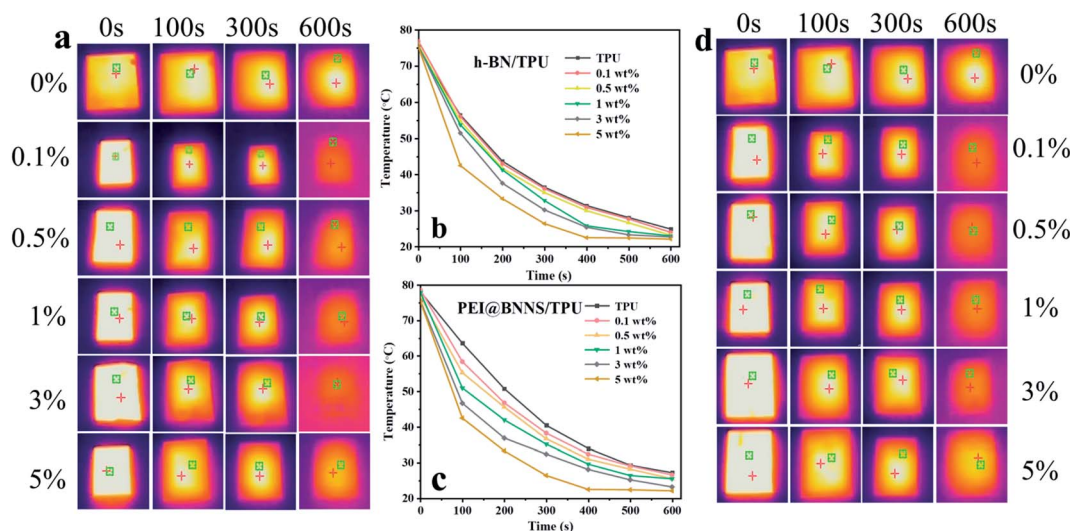 a
0s 100s 300s 600s
0%
0.1%
0.5%
1%
3%
5%
h-BN/TPU
TPU
0.1 wt%
0.5 wt%
1 wt%
3 wt%
5 wt%
b
Temperature (°C)
80
70
60
50
40
30
20
0 100 200 300 400 500 600
Time (s)
PEI@BNNS/TPU
TPU
0.1 wt%
0.5 wt%
1 wt%
3 wt%
5 wt%
c
Temperature (°C)
80
70
60
50
40
30
20
0 100 200 300 400 500 600
Time (s)
d
0s 100s 300s 600s
0%
0.1%
0.5%
1%
3%
5%